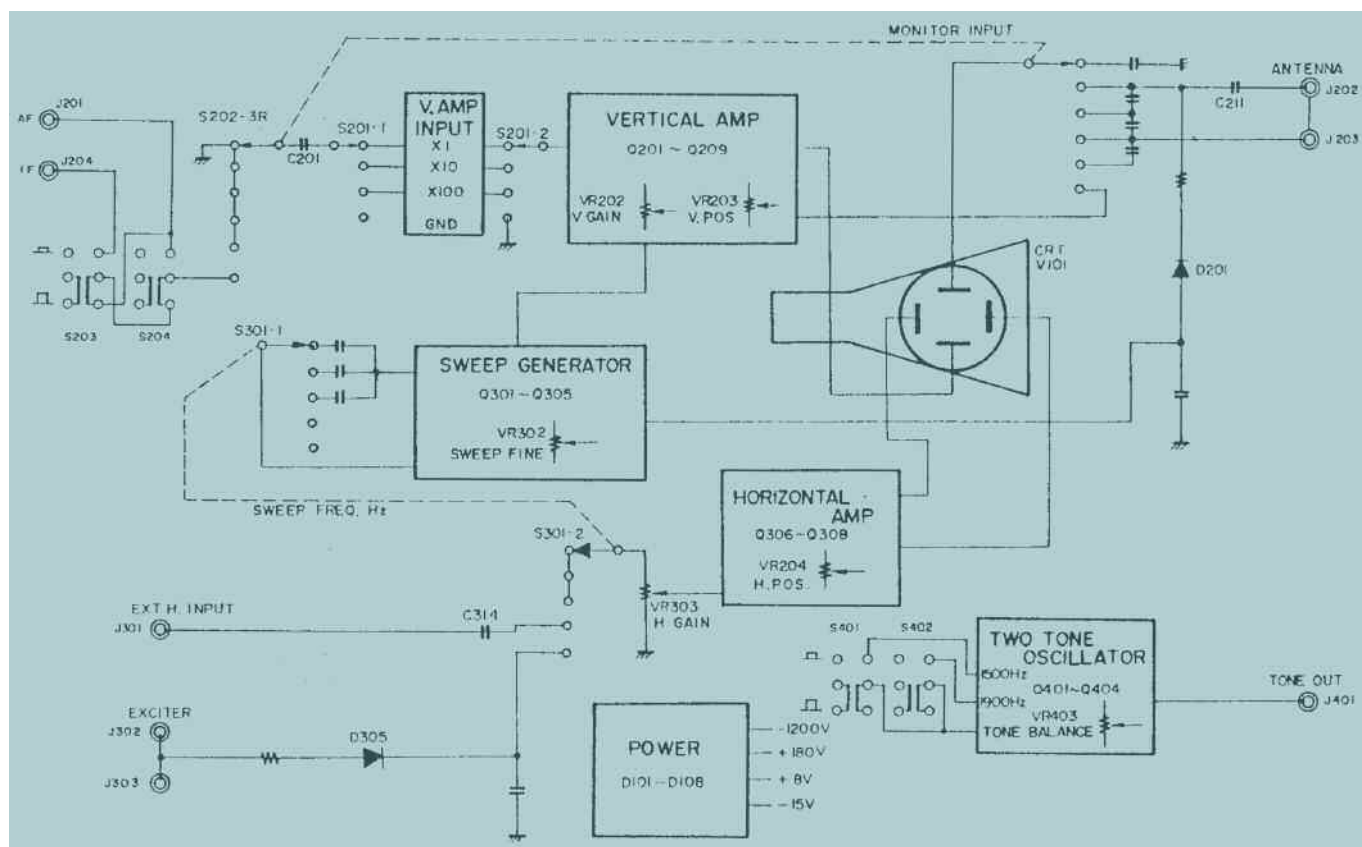 MONITOR INPUT
J201
AF
J204
S202-3R
C201
S201-1
V. AMP
INPUT
X1
X10
X100
GND
S201-2
VERTICAL AMP
Q201 ~ Q209
VR202
V.GAIN
VR203
V.POS
ANTENNA
J202
C211
J203
CRT
V101
D201
S203
S204
S301-1
SWEEP GENERATOR
Q301~Q305
VR302
SWEEP FINE
SWEEP FREQ, Hz
HORIZONTAL
AMP
Q306~Q308
VR204
H.POS.
S301-2
VR303
H GAIN
EXT H. INPUT
J301
C314
S401
S402
TWO TONE
OSCILLATOR
1500Hz
Q401~Q404
1900Hz
VR403
TONE BALANCE
TONE OUT
J401
EXCITER
J302
D305
J303
POWER
D101~D108
-1200V
+180V
+8V
-15V